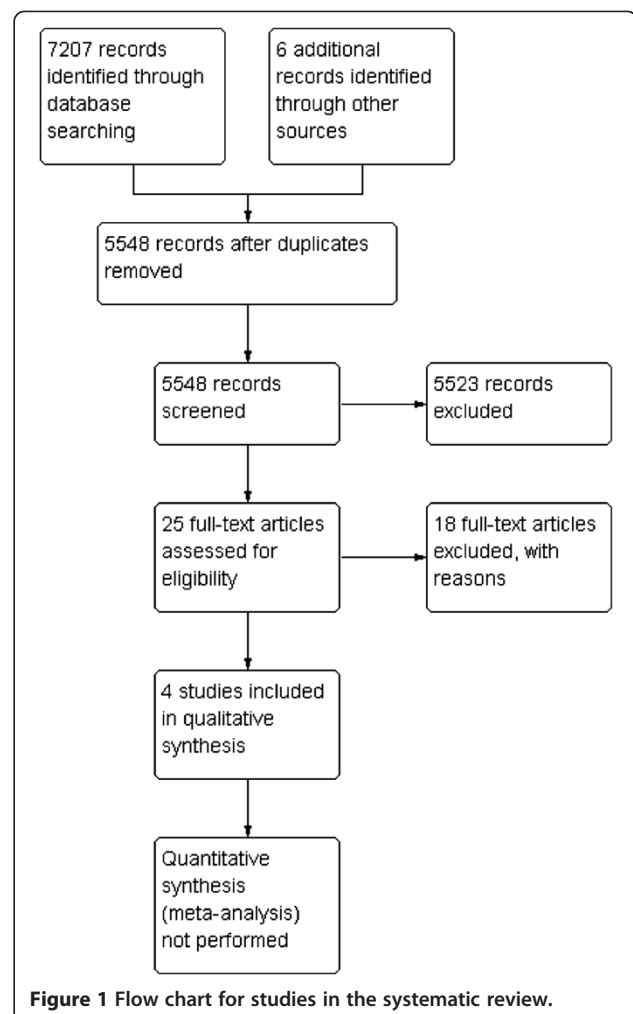 7207 records
identified through
database
searching
6 additional
records identified
through other
sources
5548 records after duplicates
removed
5548 records
screened
5523 records
excluded
25 full-text articles
assessed for
eligibility
18 full-text articles
excluded, with
reasons
4 studies included
in qualitative
synthesis
Quantitative
synthesis
(meta-analysis)
not performed
Figure 1 Flow chart for studies in the systematic review.